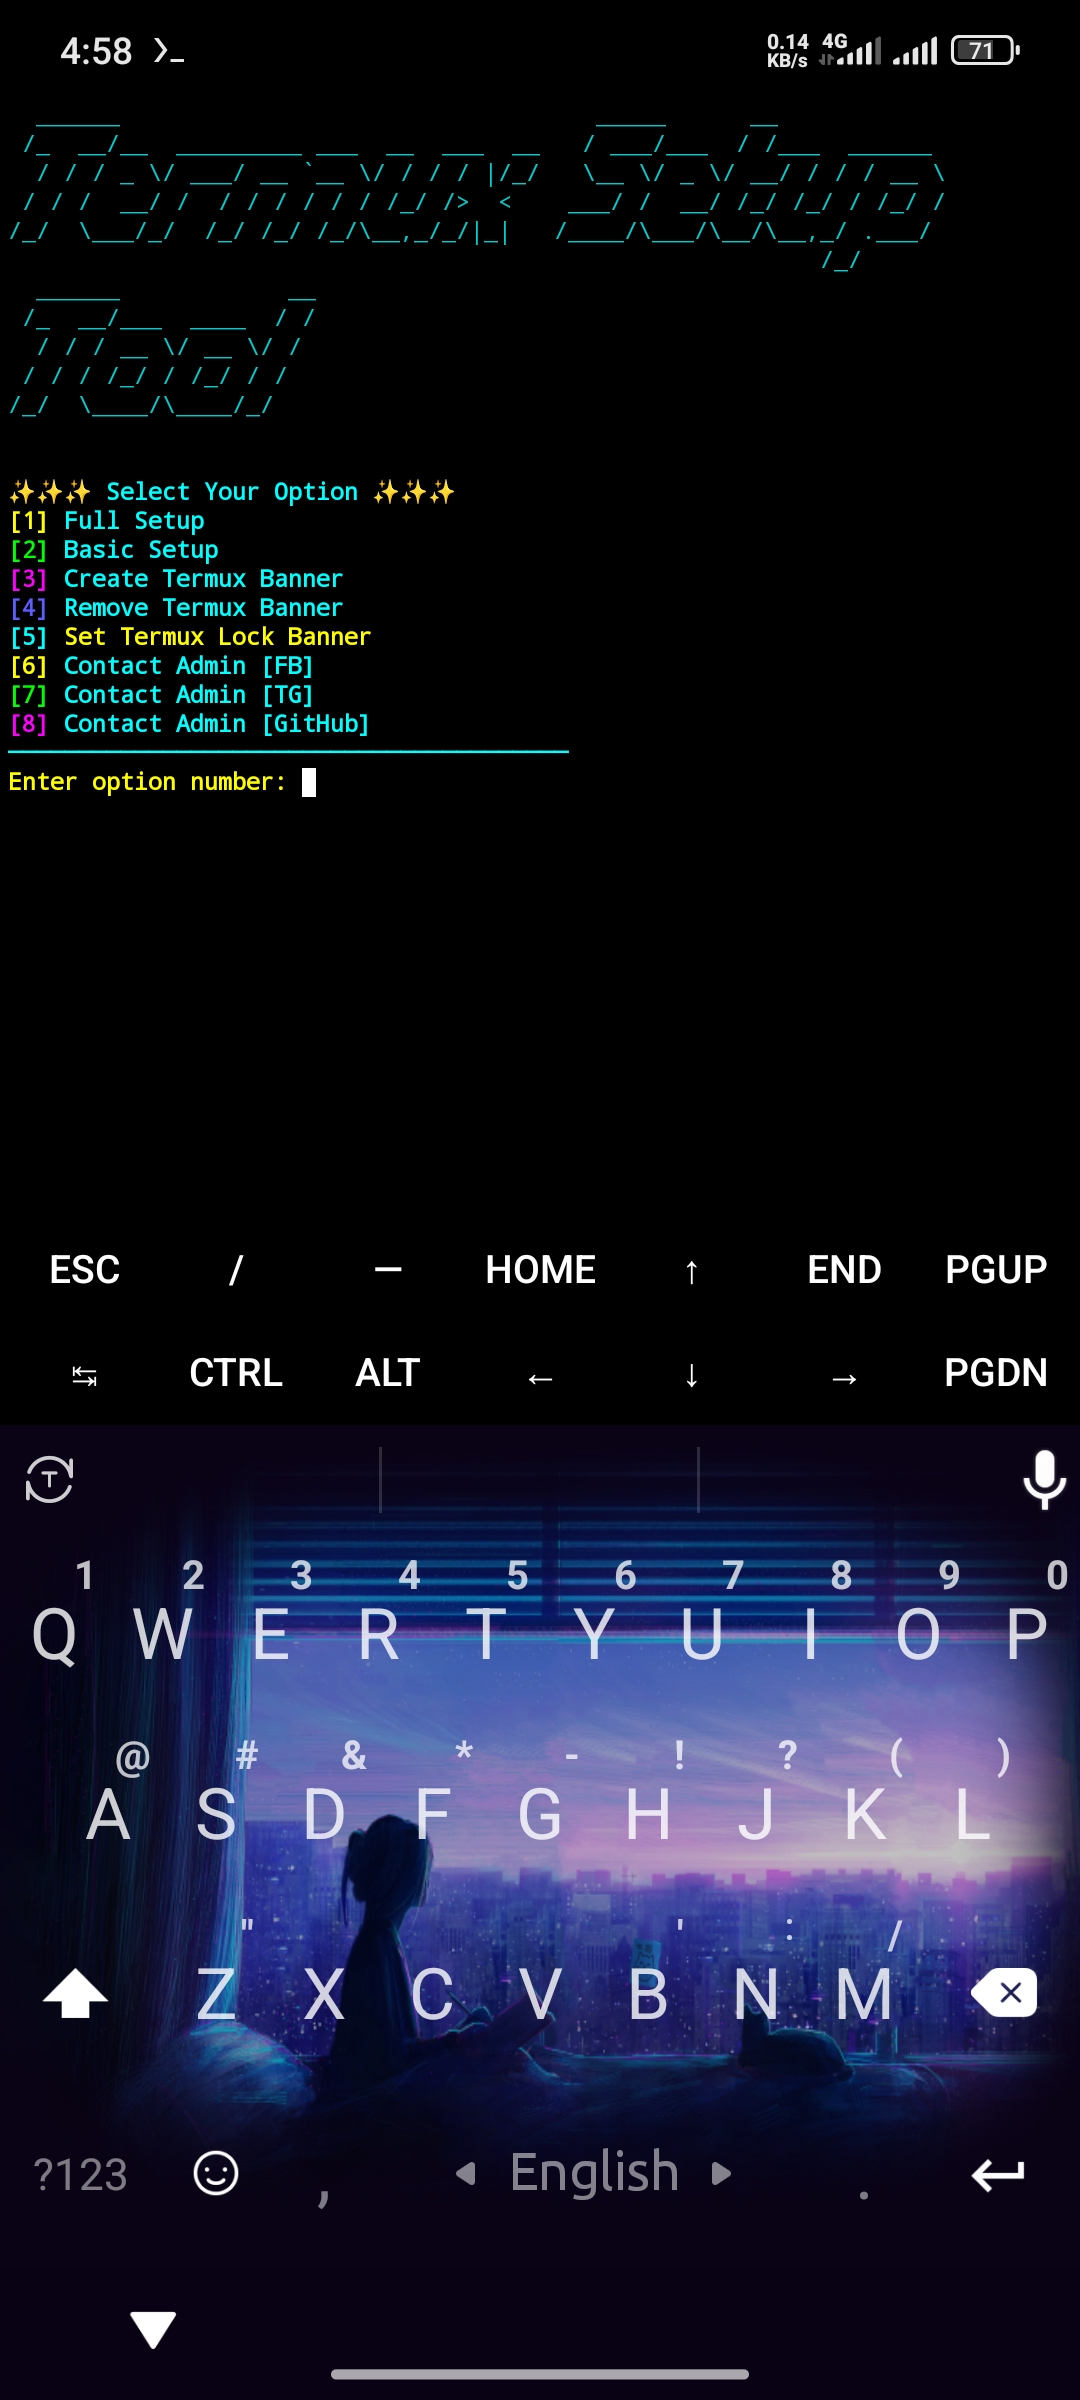 4:58
0.14 KB/s 4G 71
Termux Setup
Tool
✨✨✨ Select Your Option ✨✨✨
[1] Full Setup
[2] Basic Setup
[3] Create Termux Banner
[4] Remove Termux Banner
[5] Set Termux Lock Banner
[6] Contact Admin [FB]
[7] Contact Admin [TG]
[8] Contact Admin [GitHub]
Enter option number:
ESC / — HOME ↑ END PGUP
↹ CTRL ALT ← ↓ → PGDN
T
1 2 3 4 5 6 7 8 9 0
Q W E R T Y U I O P
@ # & * - ! ? ( )
A S D F G H J K L
" ' : /
Z X C V B N M
?123 , English .